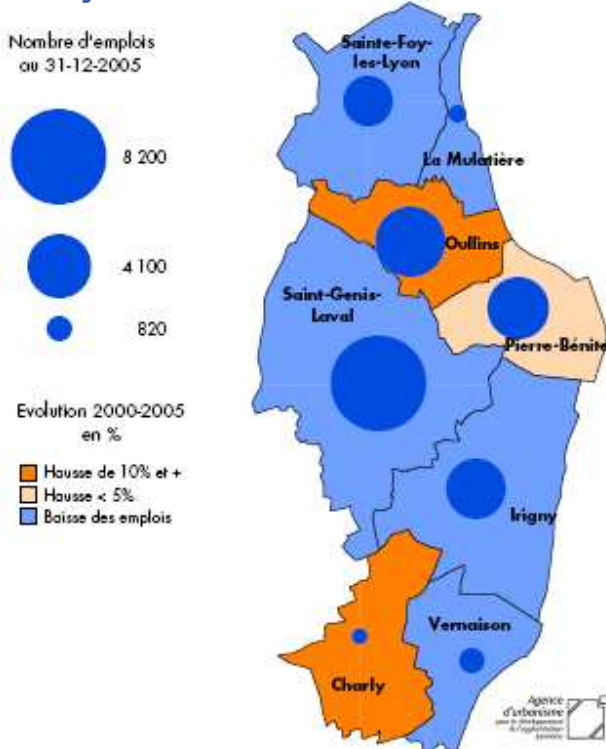 Nombre d'emplois
au 31-12-2005
8 200
4 100
820
Evolution 2000-2005
en %
Hausse de 10% et +
Hausse < 5%
Baisse des emplois
Sainte-Foy-
les-Lyon
La Mulatière
Oullins
Saint-Genis-
Laval
Pierre-Bénite
Irigny
Vernaison
Charly
Agence
d'urbanisme